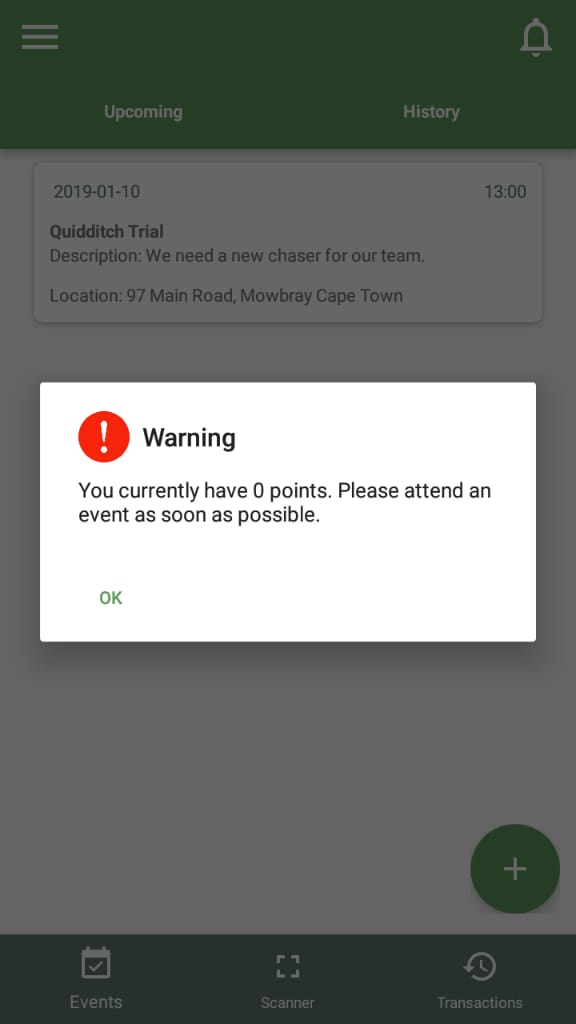 Upcoming History
2019-01-10 13:00
Quidditch Trial
Description: We need a new chaser for our team.
Location: 97 Main Road, Mowbray Cape Town
Warning
You currently have 0 points. Please attend an
event as soon as possible.
OK
Events Scanner Transactions